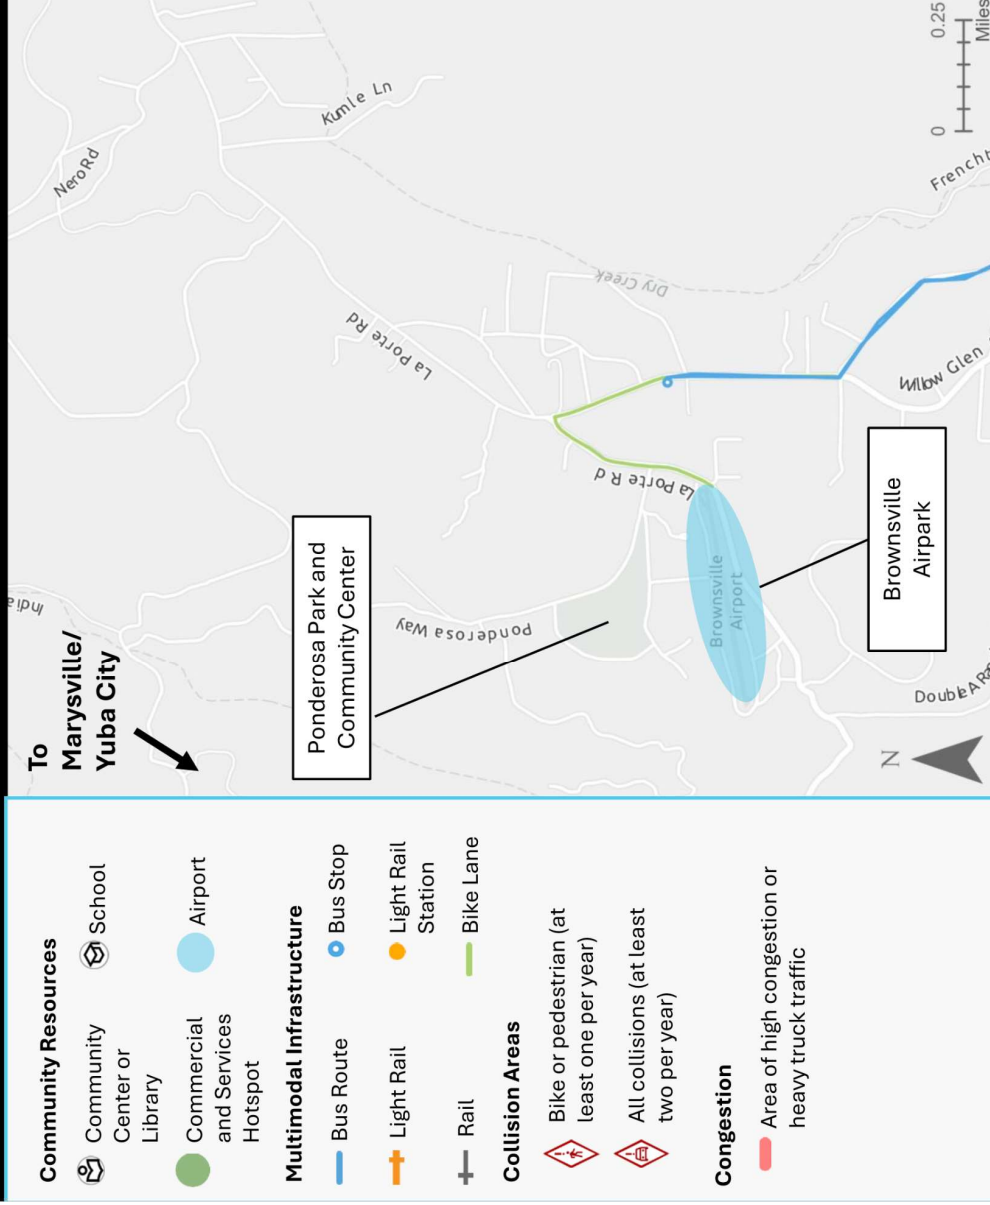 Community Resources
Community
Center or
Library
School
Commercial
and Services
Hotspot
Airport
Multimodal Infrastructure
Bus Route
Bus Stop
Light Rail
Light Rail
Station
Rail
Bike Lane
Collision Areas
Bike or pedestrian (at
least one per year)
All collisions (at least
two per year)
Congestion
Area of high congestion or
heavy truck traffic
To
Marysville/
Yuba City
Ponderosa Park and
Community Center
Brownsville
Airpark
Brownsville
Airport
Ponderosa Way
La Porte Rd
La Porte Rd
Dry Creek
Kumle Ln
Nero Rd
Willow Glen
N
0
0.25
Miles